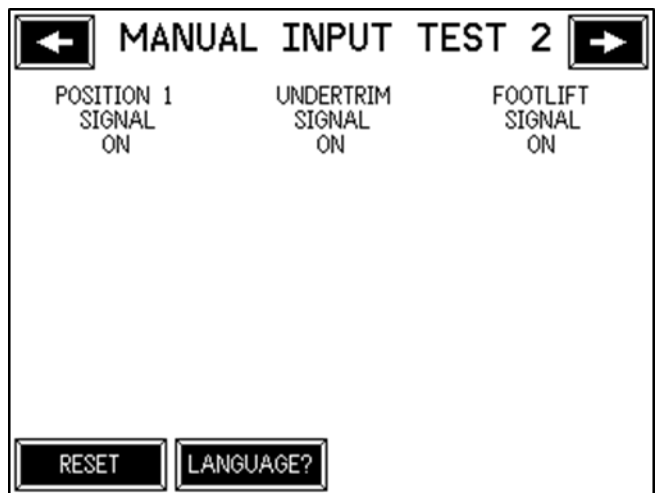 MANUAL INPUT TEST 2
POSITION 1
SIGNAL
ON
UNDERTRIM
SIGNAL
ON
FOOTLIFT
SIGNAL
ON
RESET
LANGUAGE?